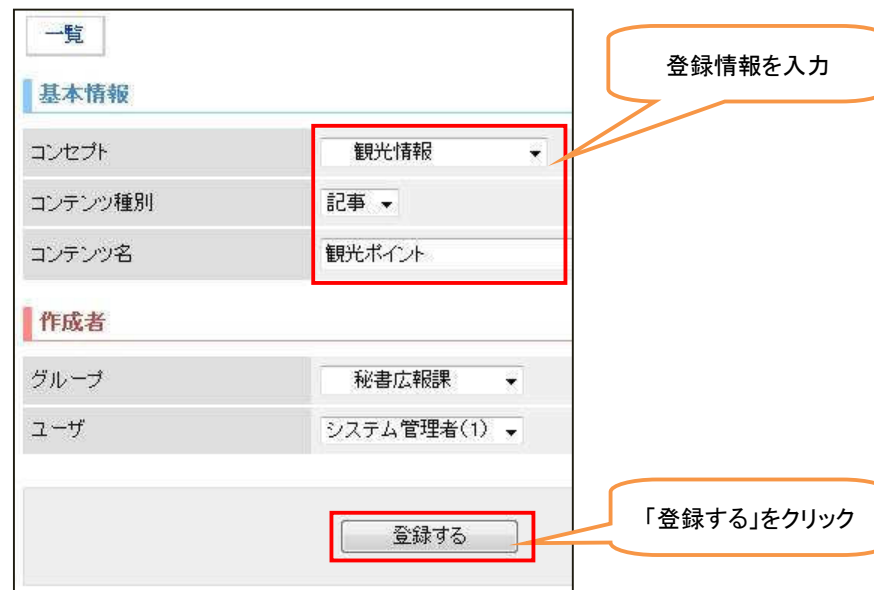 一覧
登録情報を入力
基本情報
コンセプト 観光情報
コンテンツ種別 記事
コンテンツ名 観光ポイント
作成者
グループ 秘書広報課
ユーザ システム管理者(1)
「登録する」をクリック
登録する